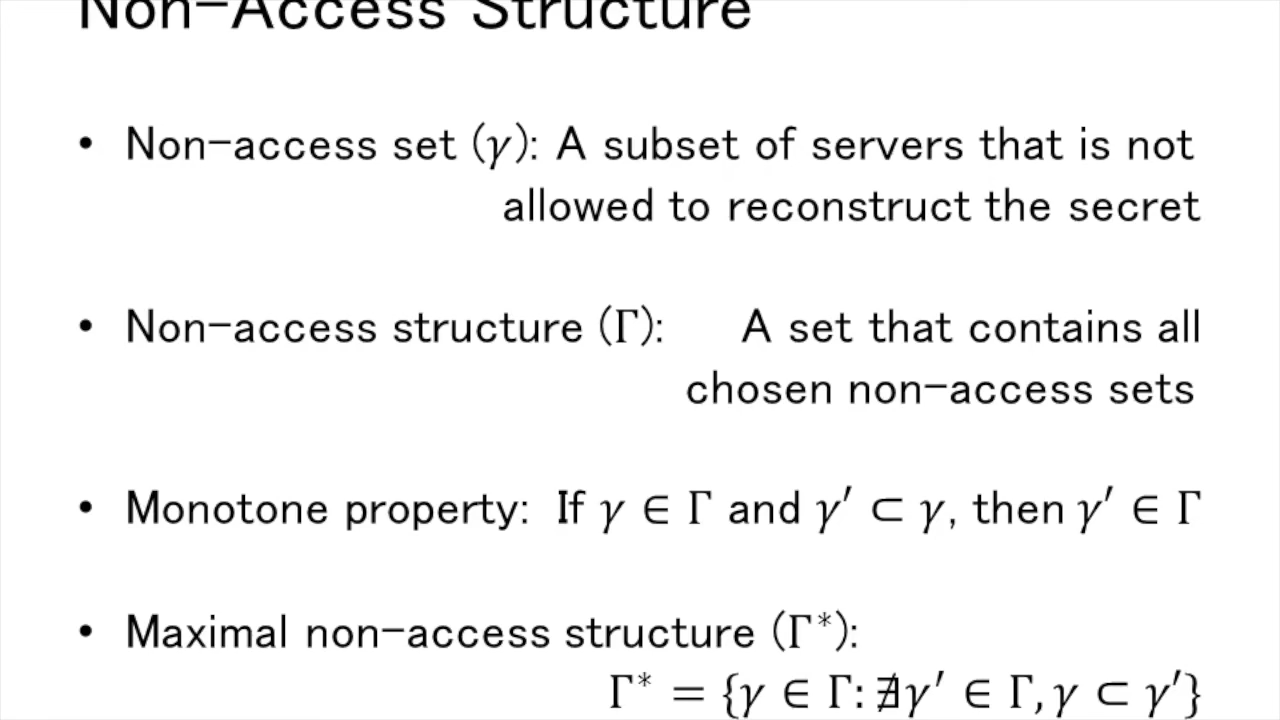 Non-Access Structure
• Non-access set (γ): A subset of servers that is not
allowed to reconstruct the secret
• Non-access structure (Γ): A set that contains all
chosen non-access sets
• Monotone property: If γ ∈ Γ and γ′ ⊂ γ, then γ′ ∈ Γ
• Maximal non-access structure (Γ*):
Γ* = {γ ∈ Γ: ∄γ′ ∈ Γ, γ ⊂ γ′}